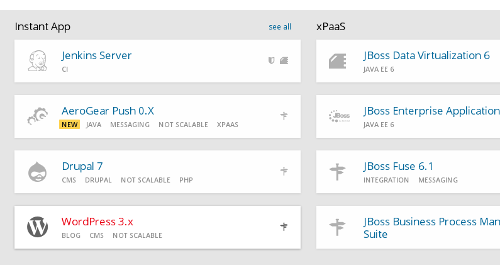 Instant App
see all
Jenkins Server
CI
AeroGear Push 0.X
NEW JAVA MESSAGING NOT SCALABLE XPAAS
Drupal 7
CMS DRUPAL NOT SCALABLE PHP
WordPress 3.x
BLOG CMS NOT SCALABLE
xPaaS
JBoss Data Virtualization 6
JAVA EE 6
JBoss Enterprise Application
JAVA EE 6
JBoss Fuse 6.1
INTEGRATION MESSAGING
JBoss Business Process Man
Suite